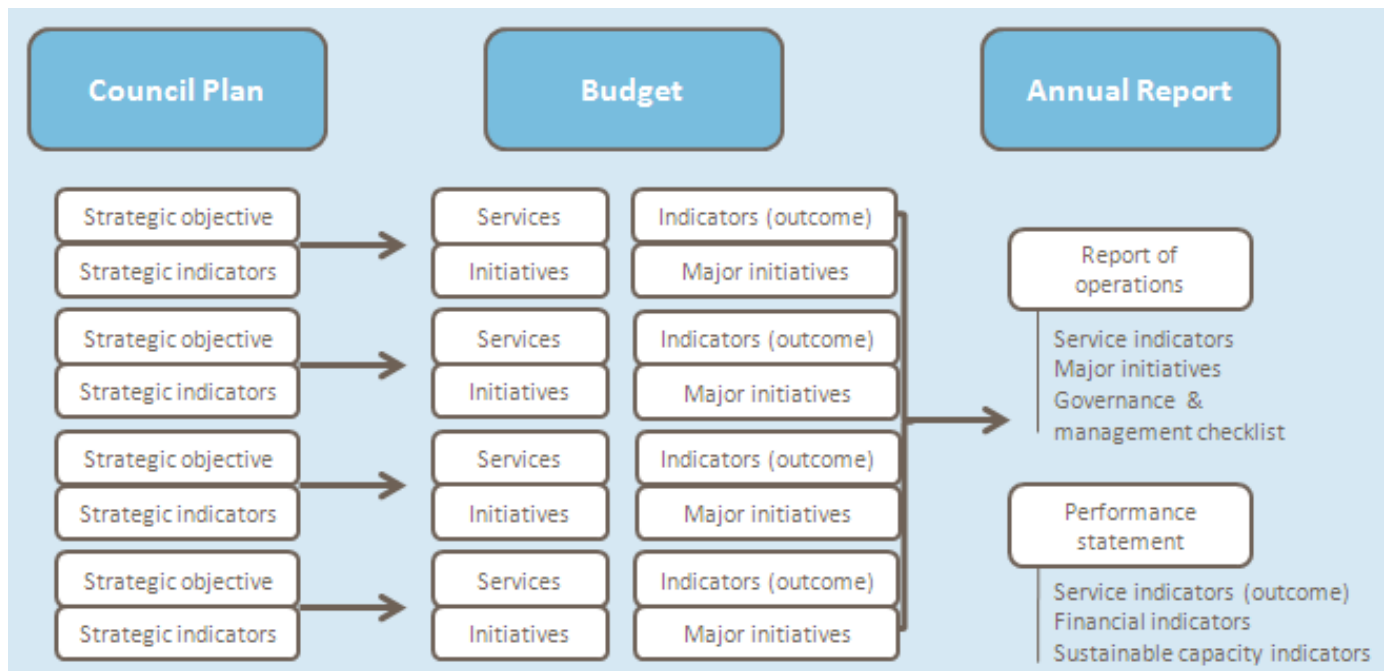 Council Plan
Budget
Annual Report
Strategic objective
Strategic indicators
Services
Initiatives
Indicators (outcome)
Major initiatives
Strategic objective
Strategic indicators
Services
Initiatives
Indicators (outcome)
Major initiatives
Strategic objective
Strategic indicators
Services
Initiatives
Indicators (outcome)
Major initiatives
Strategic objective
Strategic indicators
Services
Initiatives
Indicators (outcome)
Major initiatives
Report of
operations
Service indicators
Major initiatives
Governance &
management checklist
Performance
statement
Service indicators (outcome)
Financial indicators
Sustainable capacity indicators